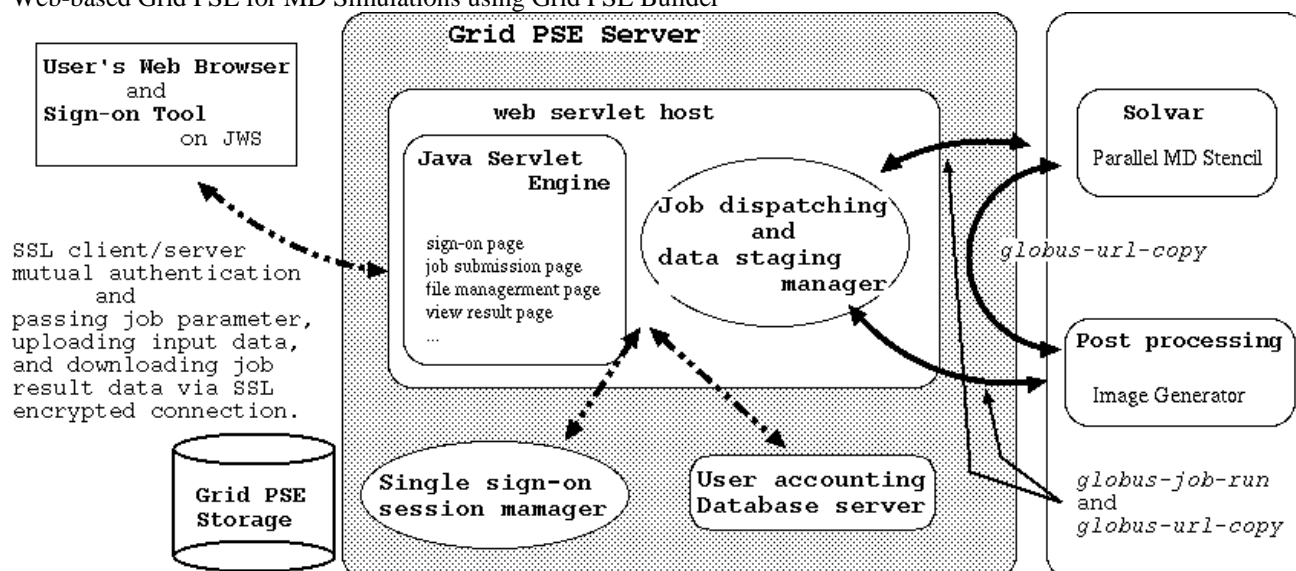 Web-based Grid PSE for MD Simulations using Grid PSE Builder
Grid PSE Server
User's Web Browser
and
Sign-on Tool
on JWS
web servlet host
Java Servlet
Engine
sign-on page
job submission page
file managerment page
view result page
...
Job dispatching
and
data staging
manager
Solvar
Parallel MD Stencil
globus-url-copy
Post processing
Image Generator
SSL client/server
mutual authentication
and
passing job parameter,
uploading input data,
and downloading job
result data via SSL
encrypted connection.
Grid PSE
Storage
Single sign-on
session mamager
User accounting
Database server
globus-job-run
and
globus-url-copy